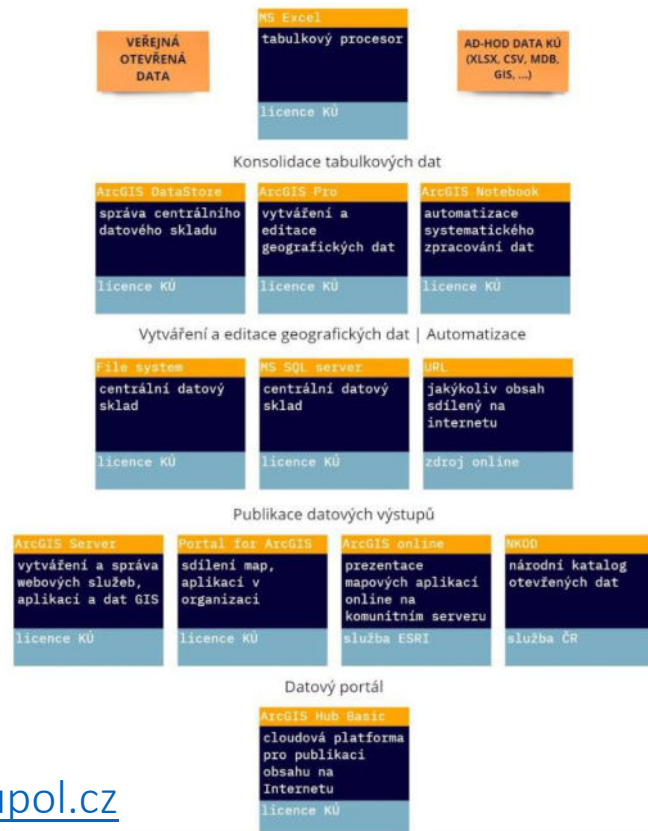 MS Excel
VEŘEJNÁ
OTEVŘENÁ
DATA
tabulkový procesor
AD-HOD DATA KÚ
(XLSX, CSV, MDB,
GIS, ...)
licence KÚ
Konsolidace tabulkových dat
ArcGIS DataStore
správa centrálního
datového skladu
licence KÚ
ArcGIS Pro
vytváření a
editace
geografických dat
licence KÚ
ArcGIS Notebook
automatizace
systematického
zpracování dat
licence KÚ
Vytváření a editace geografických dat | Automatizace
File system
centrální datový
sklad
licence KÚ
MS SQL server
centrální datový
sklad
licence KÚ
URL
jakýkoliv obsah
sdílený na
internetu
zdroj online
Publikace datových výstupů
ArcGIS Server
vytváření a správa
webových služeb,
aplikací a dat GIS
licence KÚ
Portal for ArcGIS
sdílení map,
aplikací v
organizaci
licence KÚ
ArcGIS online
prezentace
mapových aplikací
online na
komunitním serveru
služba ESRI
NKOD
národní katalog
otevřených dat
služba ČR
Datový portál
ArcGIS Hub Basic
cloudová platforma
pro publikaci
obsahu na
Internetu
licence KÚ
upol.cz